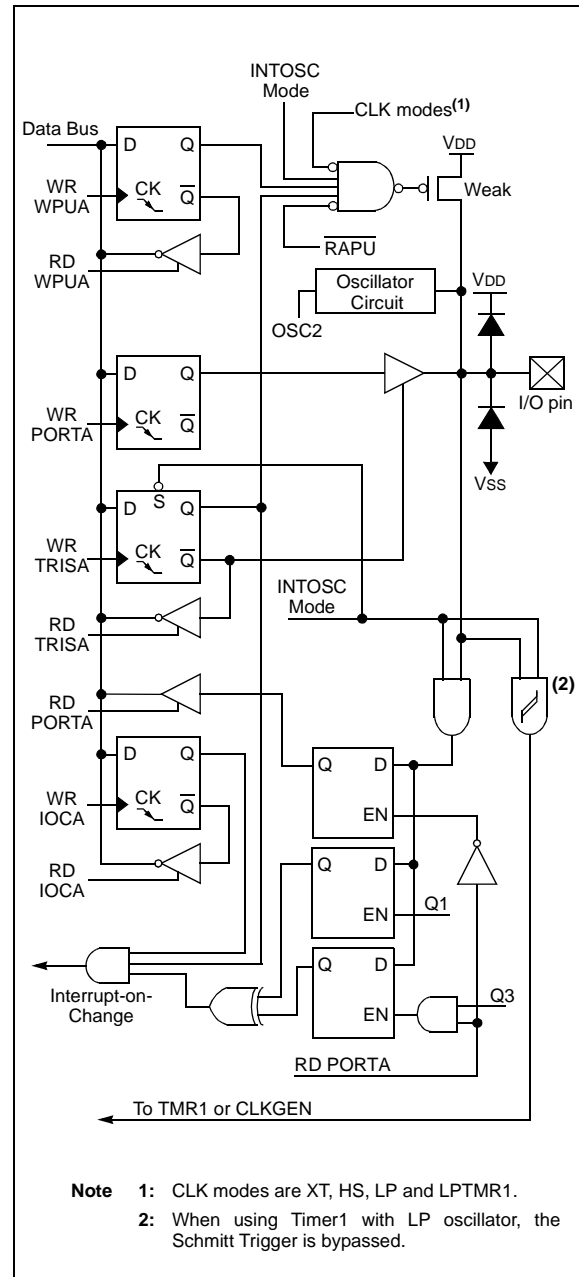 INTOSC
Mode
CLK modes(1)
Data Bus
VDD
D
Q
WR
WPUA
CK
Q
Weak
RD
WPUA
RAPU
Oscillator
Circuit
VDD
OSC2
D
Q
I/O pin
WR
PORTA
CK
Q
VSS
D
S
Q
WR
TRISA
CK
Q
INTOSC
Mode
RD
TRISA
(2)
RD
PORTA
D
Q
Q
D
WR
IOCA
CK
Q
EN
RD
IOCA
Q
D
EN
Q1
Q
D
Interrupt-on-
Change
EN
Q3
RD PORTA
To TMR1 or CLKGEN
Note 1: CLK modes are XT, HS, LP and LPTMR1.
2: When using Timer1 with LP oscillator, the
Schmitt Trigger is bypassed.